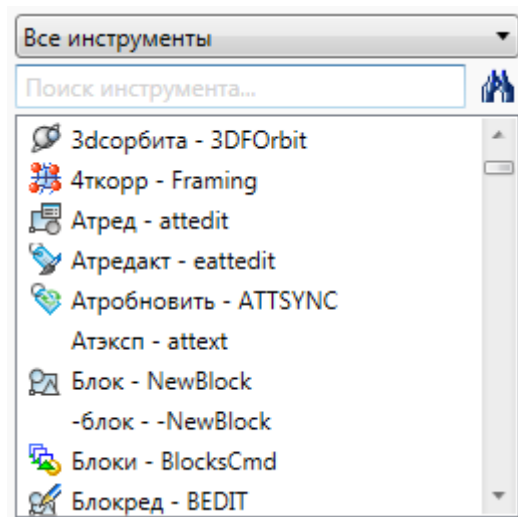 Все инструменты
Поиск инструмента...
3dсорбита - 3DFOrbit
4ткорр - Framing
Атред - attedit
Атредакт - eattedit
Атробновить - ATTSYNC
Атэксп - attext
Блок - NewBlock
-блок - -NewBlock
Блоки - BlocksCmd
Блокред - BEDIT